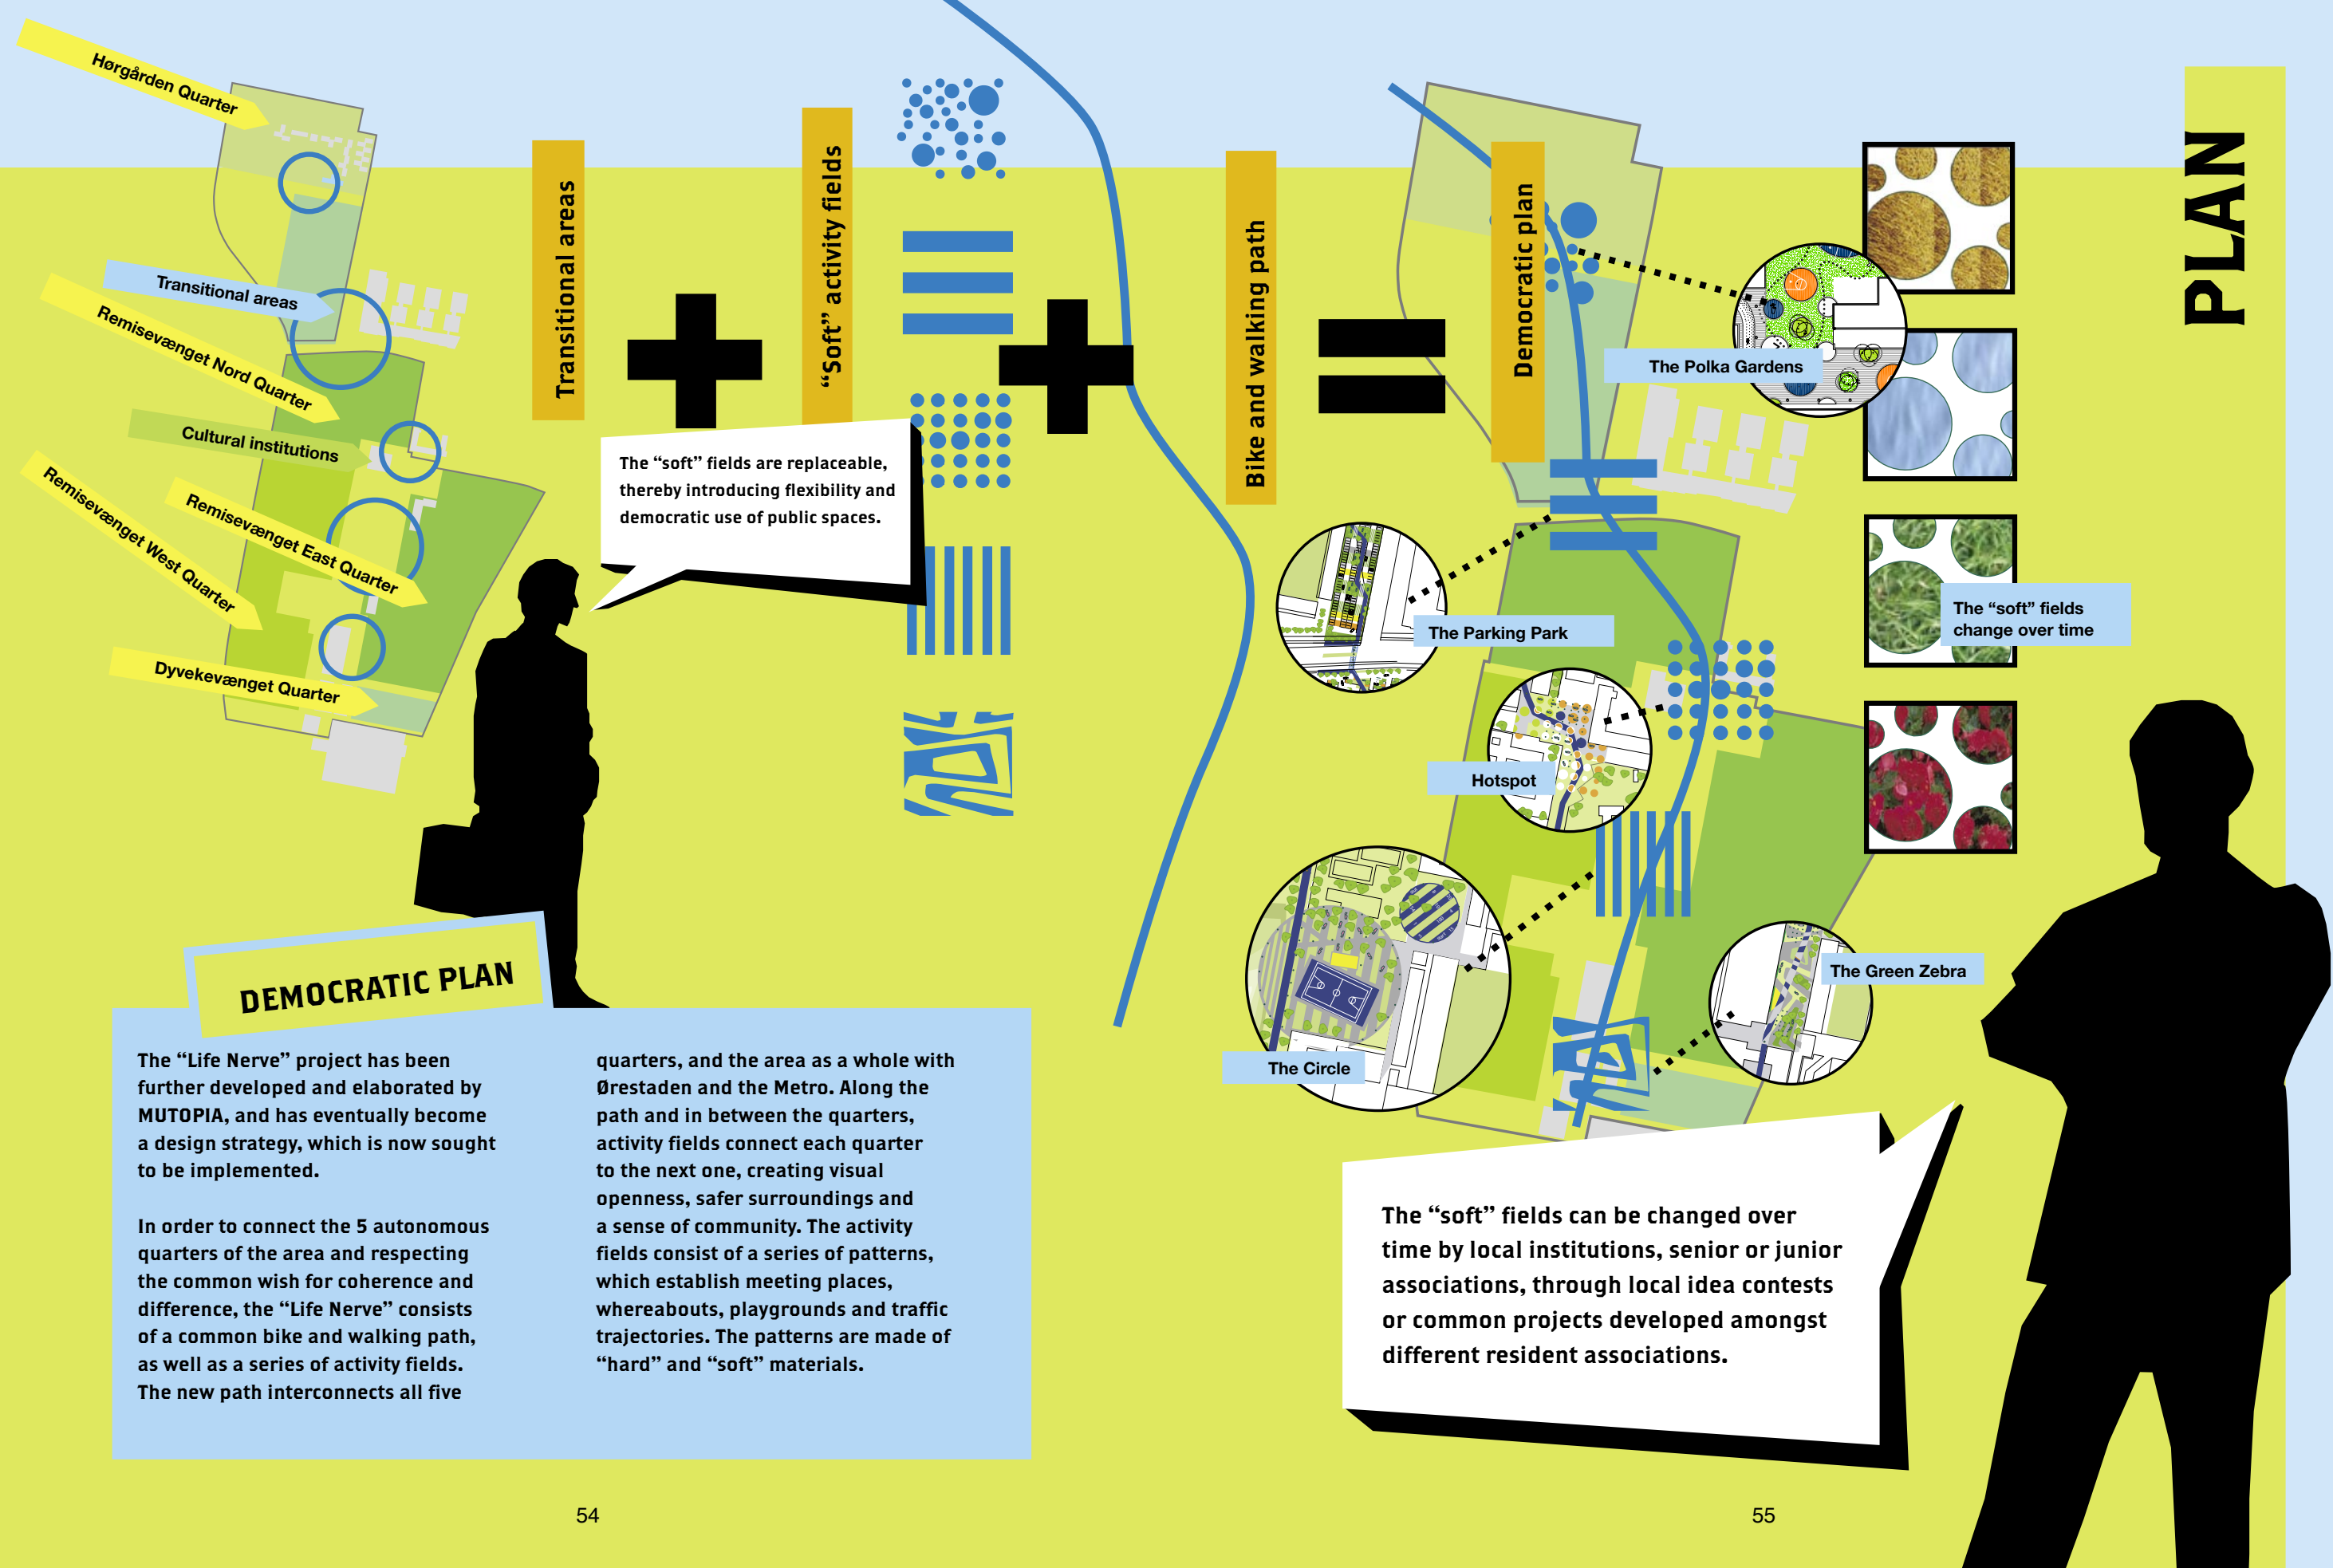 Hørgården Quarter
Transitional areas
Remisevænget Nord Quarter
Cultural institutions
Remisevænget West Quarter
Remisevænget East Quarter
Dyvekevænget Quarter
Transitional areas
“Soft” activity fields
The “soft” fields are replaceable,
thereby introducing flexibility and
democratic use of public spaces.
Bike and walking path
Democratic plan
The Polka Gardens
The Parking Park
Hotspot
The Circle
The Green Zebra
The “soft” fields
change over time
PLAN
DEMOCRATIC PLAN
The “Life Nerve” project has been
further developed and elaborated by
MUTOPIA, and has eventually become
a design strategy, which is now sought
to be implemented.
In order to connect the 5 autonomous
quarters of the area and respecting
the common wish for coherence and
difference, the “Life Nerve” consists
of a common bike and walking path,
as well as a series of activity fields.
The new path interconnects all five
quarters, and the area as a whole with
Ørestaden and the Metro. Along the
path and in between the quarters,
activity fields connect each quarter
to the next one, creating visual
openness, safer surroundings and
a sense of community. The activity
fields consist of a series of patterns,
which establish meeting places,
whereabouts, playgrounds and traffic
trajectories. The patterns are made of
“hard” and “soft” materials.
The “soft” fields can be changed over
time by local institutions, senior or junior
associations, through local idea contests
or common projects developed amongst
different resident associations.
54
55